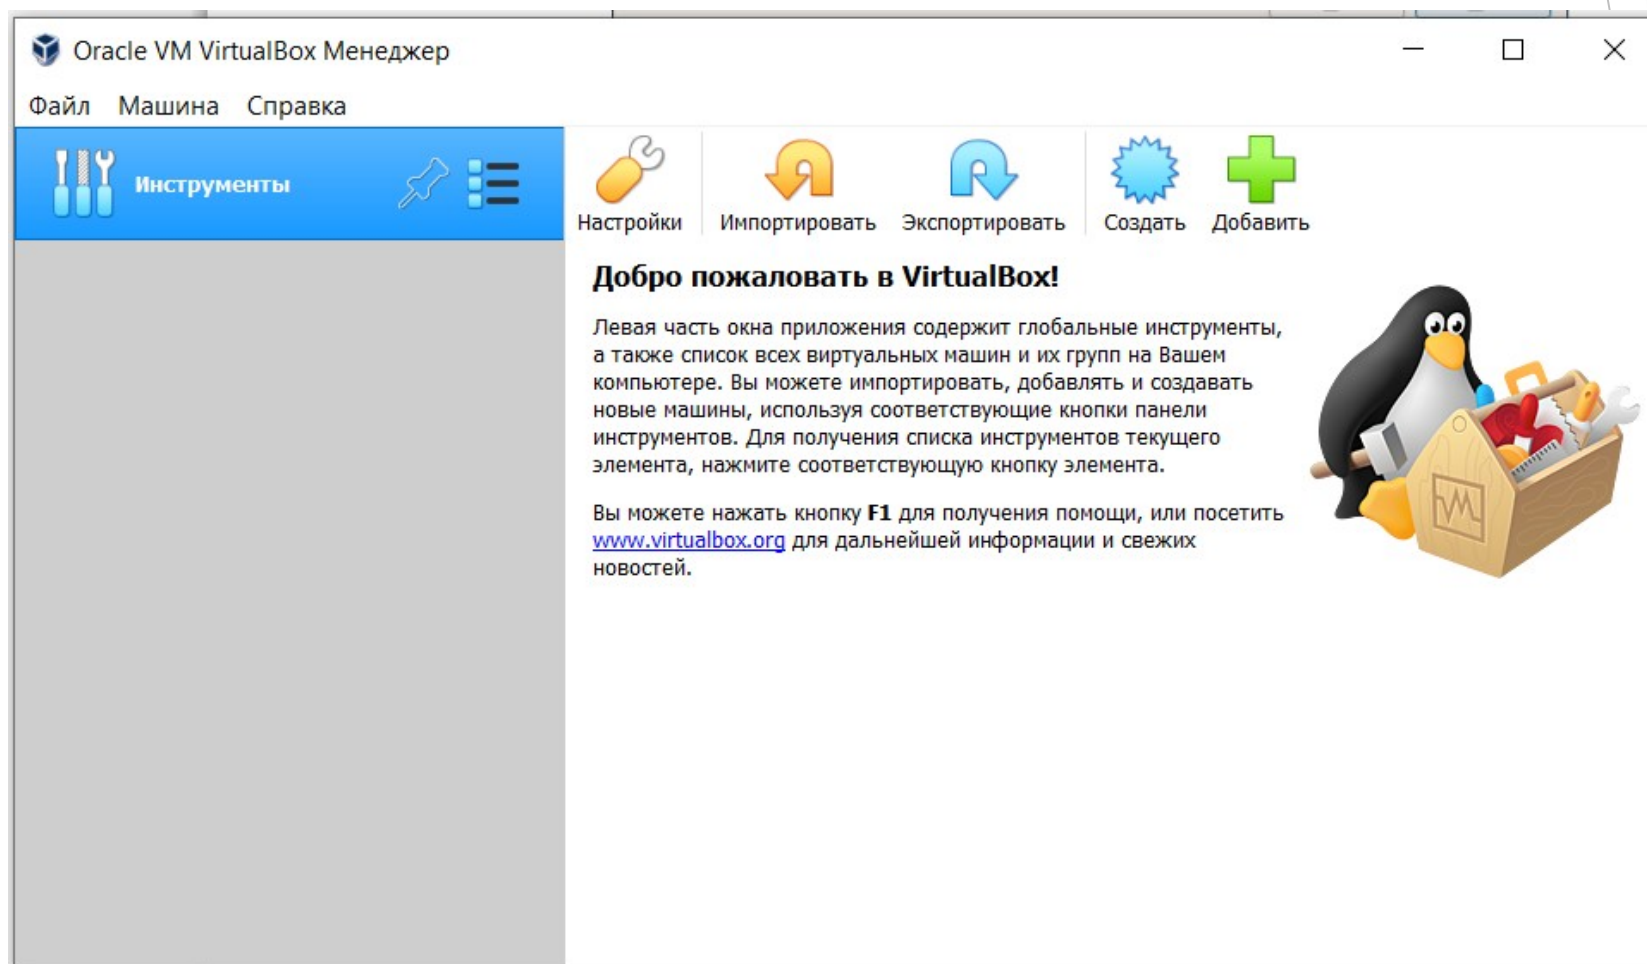 Oracle VM VirtualBox Менеджер
Файл Машина Справка
Инструменты
Настройки Импортировать Экспортировать Создать Добавить
Добро пожаловать в VirtualBox!
Левая часть окна приложения содержит глобальные инструменты,
а также список всех виртуальных машин и их групп на Вашем
компьютере. Вы можете импортировать, добавлять и создавать
новые машины, используя соответствующие кнопки панели
инструментов. Для получения списка инструментов текущего
элемента, нажмите соответствующую кнопку элемента.
Вы можете нажать кнопку F1 для получения помощи, или посетить
www.virtualbox.org для дальнейшей информации и свежих
новостей.